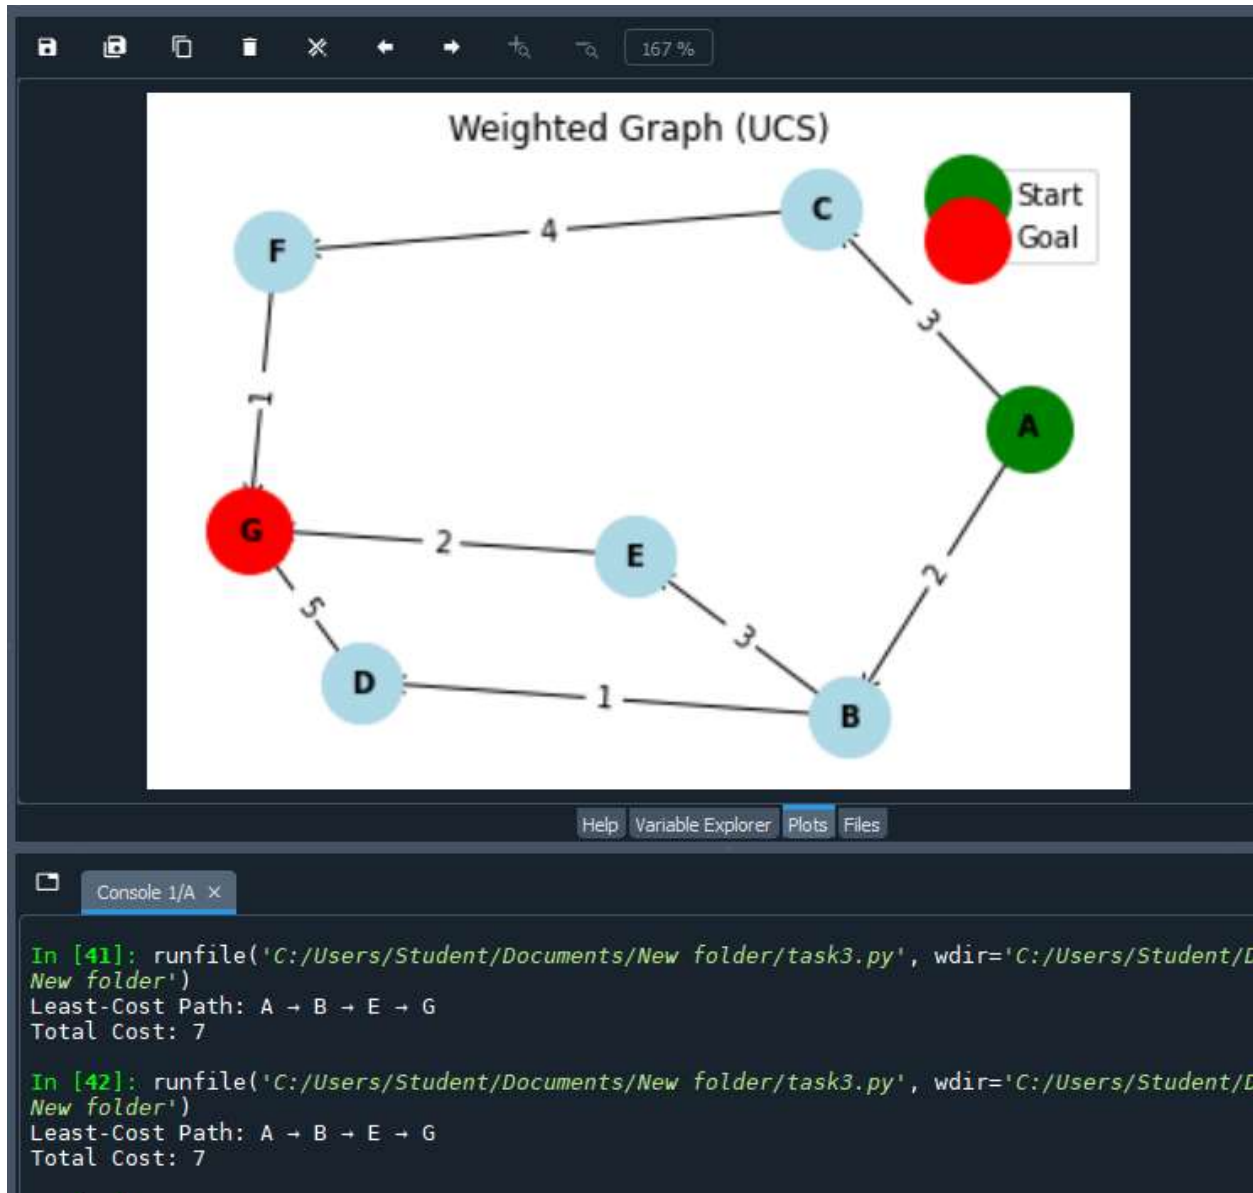 167 %
Weighted Graph (UCS)
Start
Goal
C
F
4
3
A
1
G
2
E
2
5
3
D
1
B
Help Variable Explorer Plots Files
Console 1/A ×
In [41]: runfile('C:/Users/Student/Documents/New folder/task3.py', wdir='C:/Users/Student/D
New folder')
Least-Cost Path: A → B → E → G
Total Cost: 7
In [42]: runfile('C:/Users/Student/Documents/New folder/task3.py', wdir='C:/Users/Student/D
New folder')
Least-Cost Path: A → B → E → G
Total Cost: 7